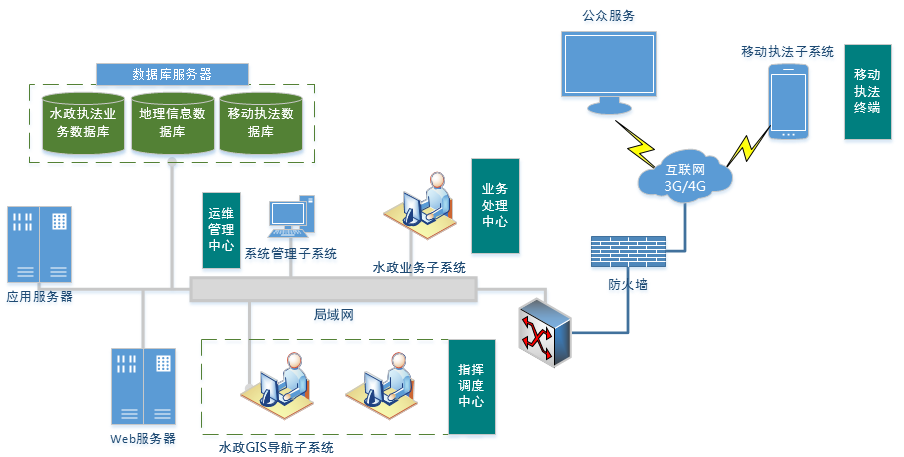 公众服务
移动执法子系统
移动
执法
终端
数据库服务器
水政执法业
务数据库
地理信息数
据库
移动执法数
据库
互联网
3G/4G
业务
处理
中心
运维
管理
中心
系统管理子系统
水政业务子系统
防火墙
应用服务器
局域网
指挥
调度
中心
Web服务器
水政GIS导航子系统